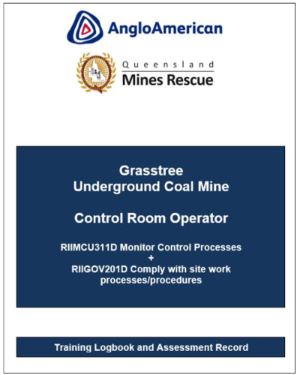 AngloAmerican
Queensland
Mines Rescue
Grasstree
Underground Coal Mine
Control Room Operator
RIIMCU311D Monitor Control Processes
+
RIIGOV201D Comply with site work
processes/procedures
Training Logbook and Assessment Record